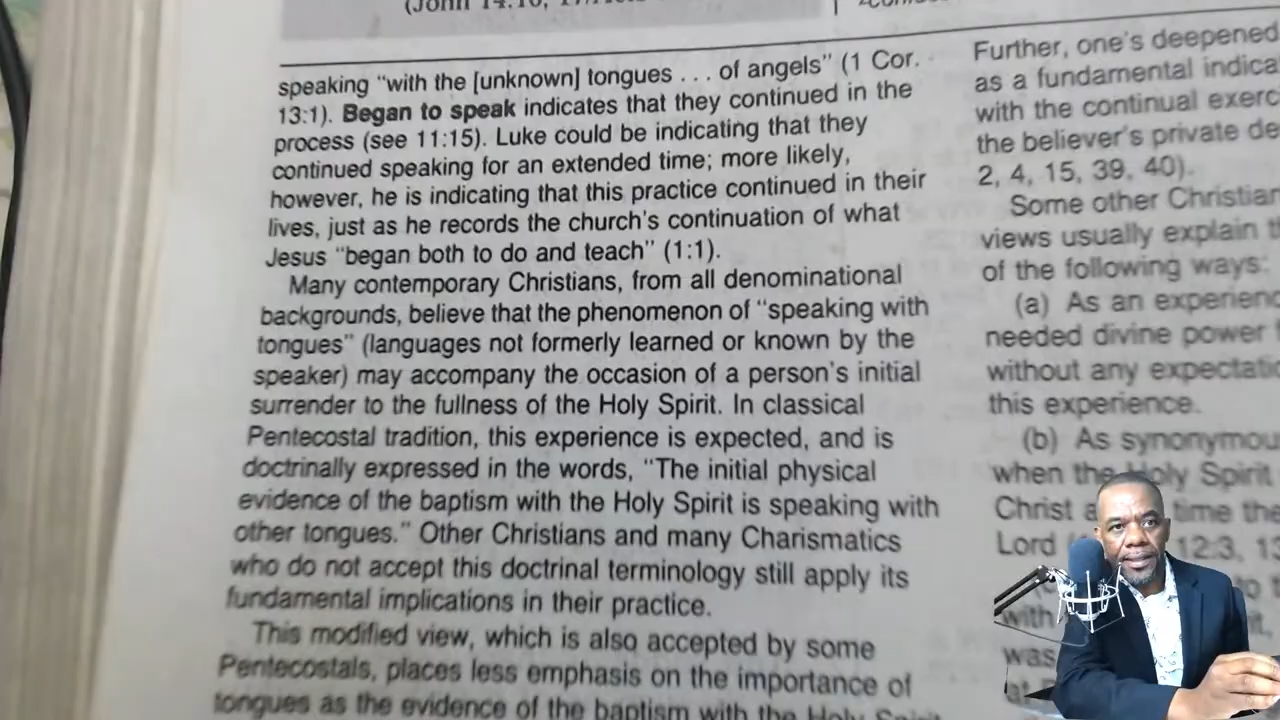 (John 14:16, 17/Acts
speaking “with the [unknown] tongues . . . of angels” (1 Cor.
13:1). Began to speak indicates that they continued in the
process (see 11:15). Luke could be indicating that they
continued speaking for an extended time; more likely,
however, he is indicating that this practice continued in their
lives, just as he records the church’s continuation of what
Jesus “began both to do and teach” (1:1).
Many contemporary Christians, from all denominational
backgrounds, believe that the phenomenon of “speaking with
tongues” (languages not formerly learned or known by the
speaker) may accompany the occasion of a person’s initial
surrender to the fullness of the Holy Spirit. In classical
Pentecostal tradition, this experience is expected, and is
doctrinally expressed in the words, “The initial physical
evidence of the baptism with the Holy Spirit is speaking with
other tongues.” Other Christians and many Charismatics
who do not accept this doctrinal terminology still apply its
fundamental implications in their practice.
This modified view, which is also accepted by some
Pentecostals, places less emphasis on the importance of
tongues as the evidence of the baptism with the Holy Spirit
Further, one’s deepened
as a fundamental indica
with the continual exerc
the believer’s private de
2, 4, 15, 39, 40).
Some other Christian
views usually explain t
of the following ways:
(a) As an experienc
needed divine power
without any expectatio
this experience.
(b) As synonymou
when the Holy Spirit
Christ a time the
Lord 12:3, 13
to
with
was
at